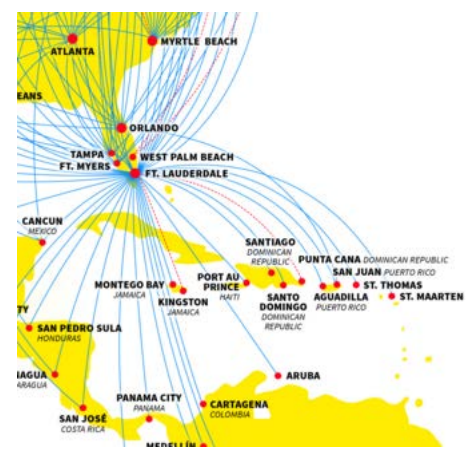 ATLANTA
MYRTLE BEACH
EANS
ORLANDO
TAMPA
FT. MYERS
WEST PALM BEACH
FT. LAUDERDALE
CANCUN
MEXICO
SANTIAGO
DOMINICAN
REPUBLIC
PUNTA CANA DOMINICAN REPUBLIC
SAN JUAN PUERTO RICO
MONTEGO BAY
JAMAICA
KINGSTON
JAMAICA
PORT AU
PRINCE
HAITI
SANTO
DOMINGO
DOMINICAN
REPUBLIC
AGUADILLA
PUERTO RICO
ST. THOMAS
ST. MAARTEN
TY
SAN PEDRO SULA
HONDURAS
NAGUA
ARAGUA
SAN JOSÉ
COSTA RICA
PANAMA CITY
PANAMA
CARTAGENA
COLOMBIA
ARUBA
MEDELLÍN